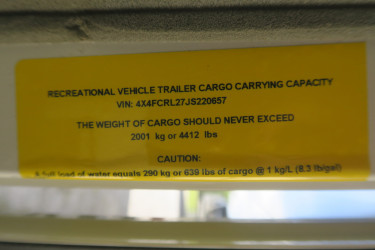 RECREATIONAL VEHICLE TRAILER CARGO CARRYING CAPACITY
VIN: 4X4FCRL27JS220657
THE WEIGHT OF CARGO SHOULD NEVER EXCEED
2001 kg or 4412 lbs
CAUTION:
A full load of water equals 290 kg or 638 lbs of cargo @ 1 kg/L (8.3 lb/gal)